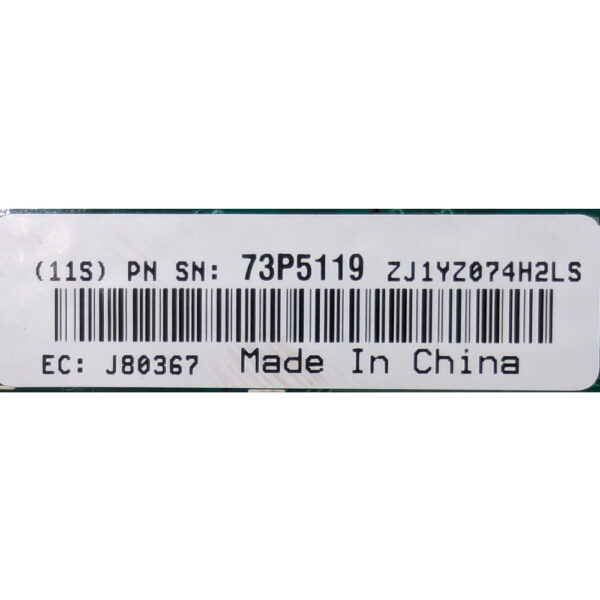 (11S) PN SN: 73P5119 ZJ1YZ074H2LS
EC: J80367 Made In China